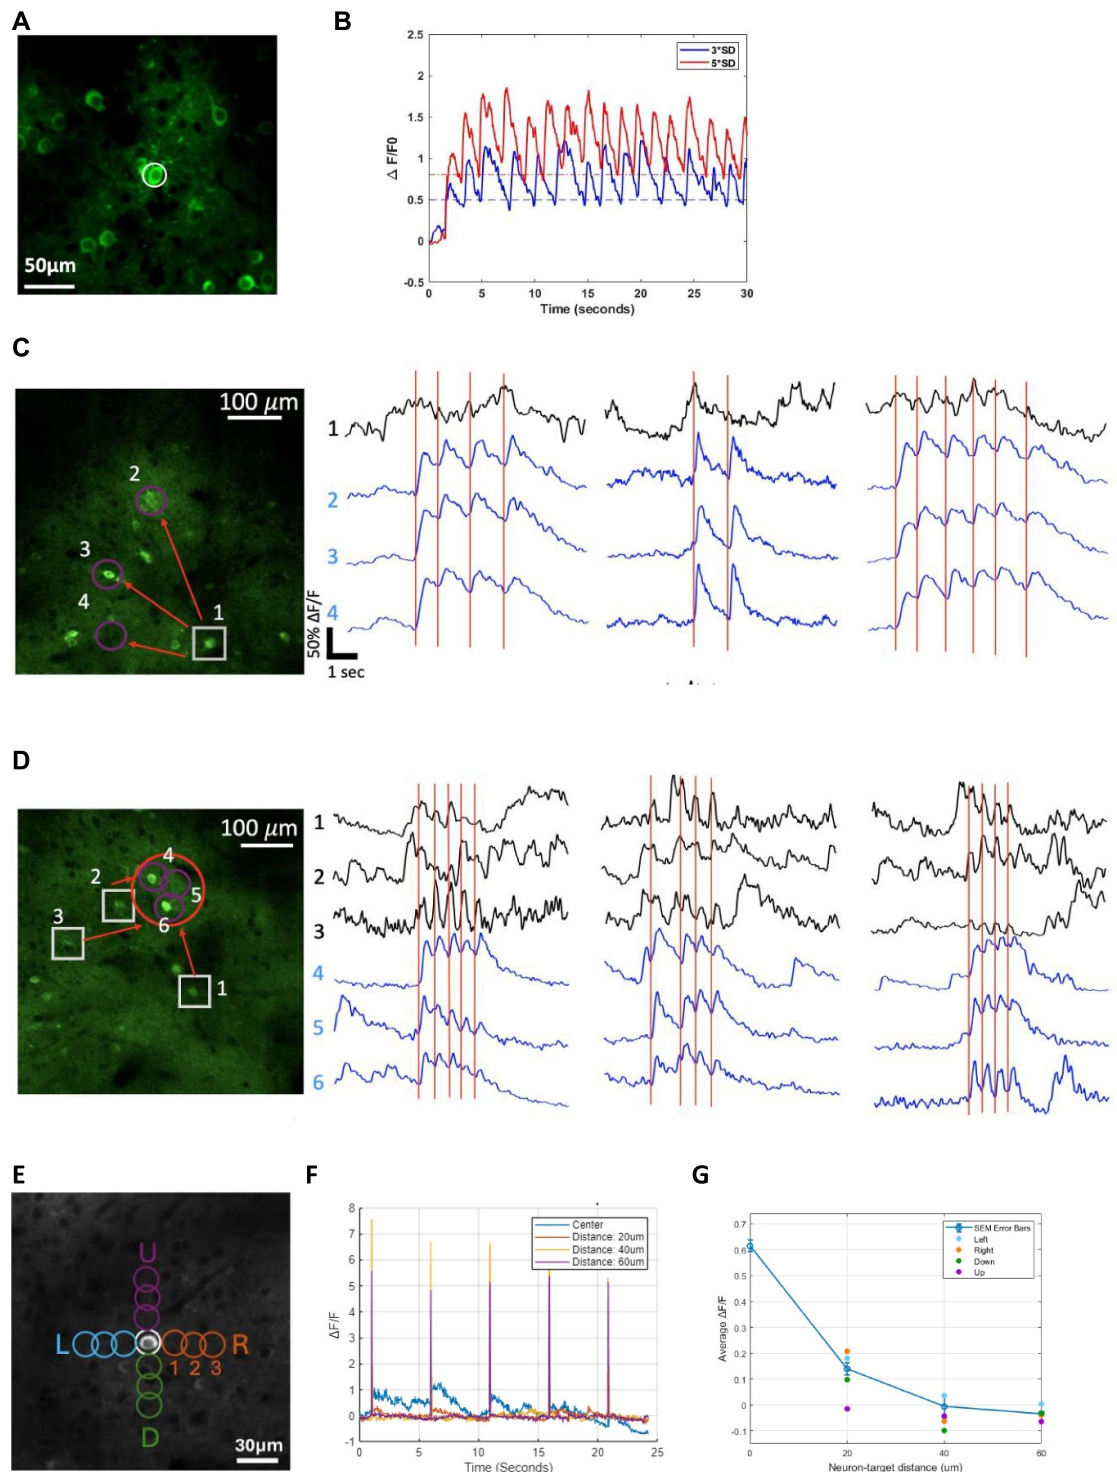 A
50µm
B
2.5
2
1.5
1
0.5
0
-0.5
Δ F/F0
3*SD
5*SD
0 5 10 15 20 25 30
Time (seconds)
C
100 µm
2
3
4
1
50% ΔF/F
1 sec
1
2
3
4
D
100 µm
4
2
5
3
6
1
1
2
3
4
5
6
E
U
L
R
1 2 3
D
30µm
F
8
7
6
5
4
3
2
1
0
-1
ΔF/F
Center
Distance: 20um
Distance: 40um
Distance: 60um
0 5 10 15 20 25
Time (Seconds)
G
0.7
0.6
0.5
0.4
0.3
0.2
0.1
0
-0.1
Average ΔF/F
SEM Error Bars
Left
Right
Down
Up
0 20 40 60
Neuron-target distance (um)